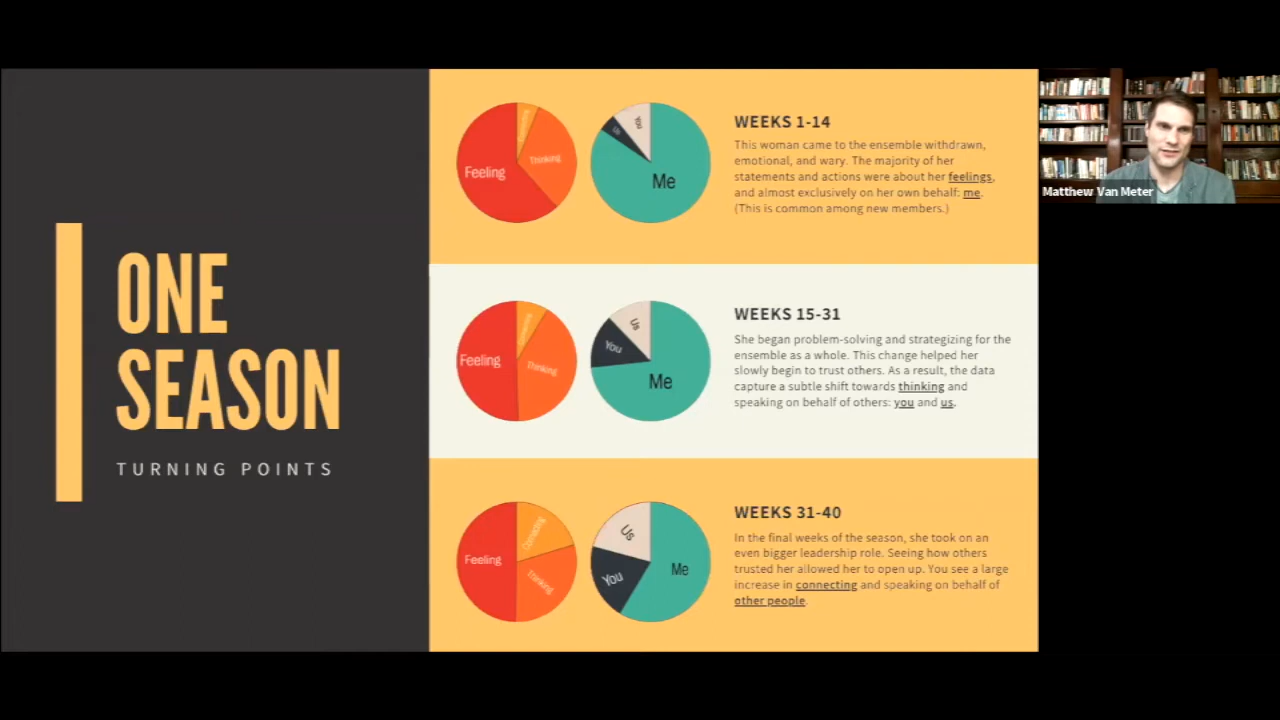 ONE
SEASON
TURNING POINTS
Feeling
Thinking
Us
You
Me
WEEKS 1-14
This woman came to the ensemble withdrawn,
emotional, and wary. The majority of her
statements and actions were about her feelings,
and almost exclusively on her own behalf: me.
(This is common among new members.)
Feeling
Thinking
You
Us
Me
WEEKS 15-31
She began problem-solving and strategizing for the
ensemble as a whole. This change helped her
slowly begin to trust others. As a result, the data
capture a subtle shift towards thinking and
speaking on behalf of others: you and us.
Feeling
Connecting
Thinking
Us
You
Me
WEEKS 31-40
In the final weeks of the season, she took on an
even bigger leadership role. Seeing how others
trusted her allowed her to open up. You see a large
increase in connecting and speaking on behalf of
other people.
Matthew Van Meter